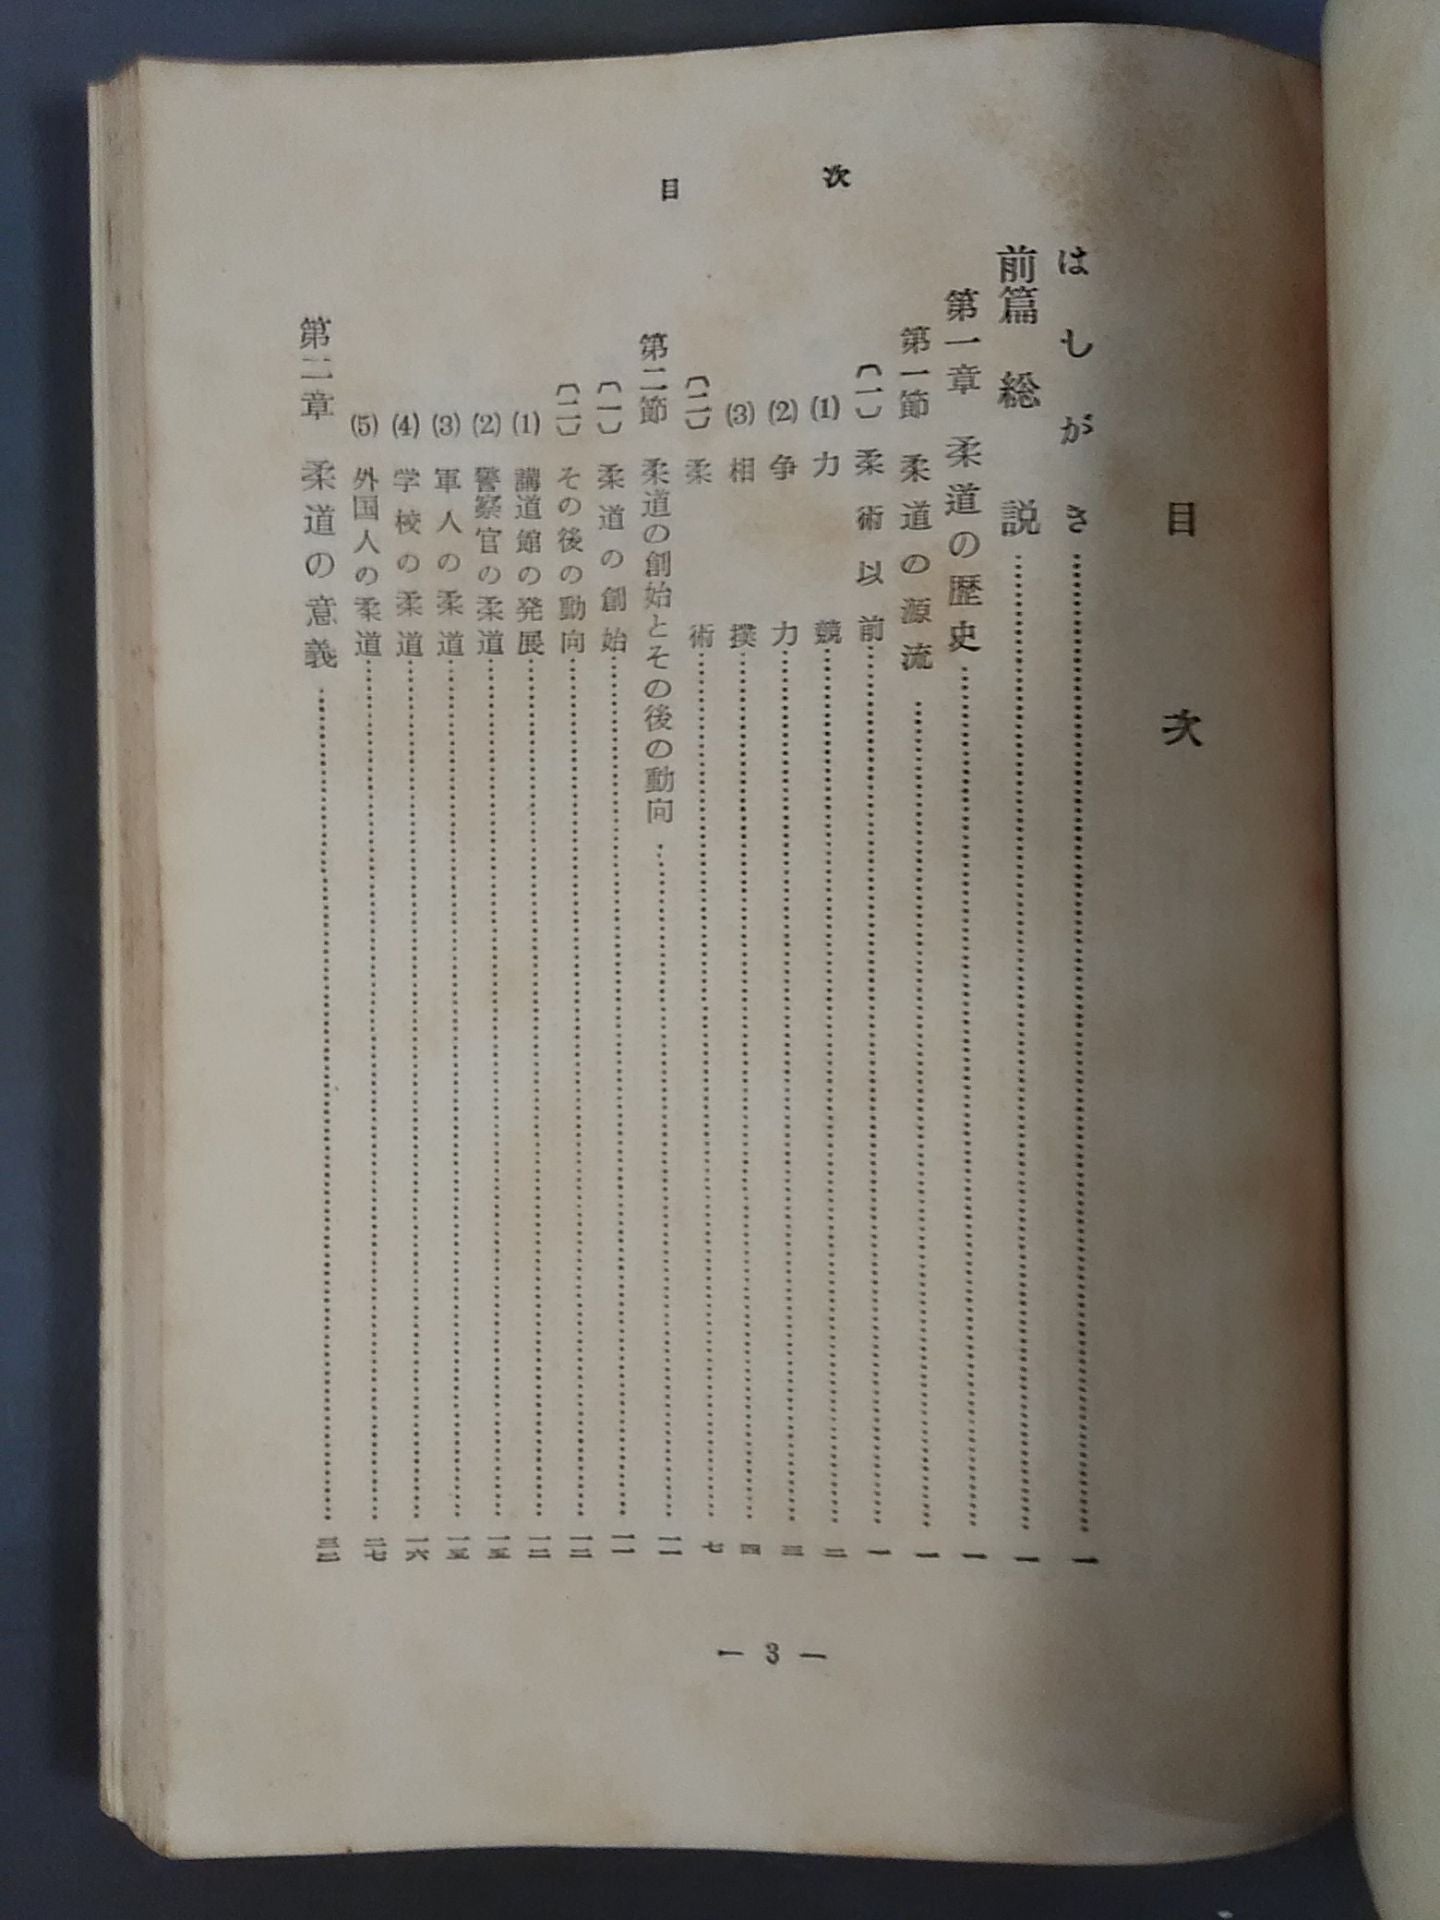 目次
目次
はしがき……一
前篇 総説……一
第一章 柔道の歴史……一
第一節 柔道の源流……一
〔一〕 柔術以前……一
(1) 力競……二
(2) 争力……三
(3) 相撲……四
〔二〕 柔術……七
第二節 柔道の創始とその後の動向……一一
〔一〕 柔道の創始……一一
〔二〕 その後の動向……一二
(1) 講道館の発展……一二
(2) 警察官の柔道……一五
(3) 軍人の柔道……一五
(4) 学校の柔道……一六
(5) 外国人の柔道……二七
第二章 柔道の意義……三二
— 3 —